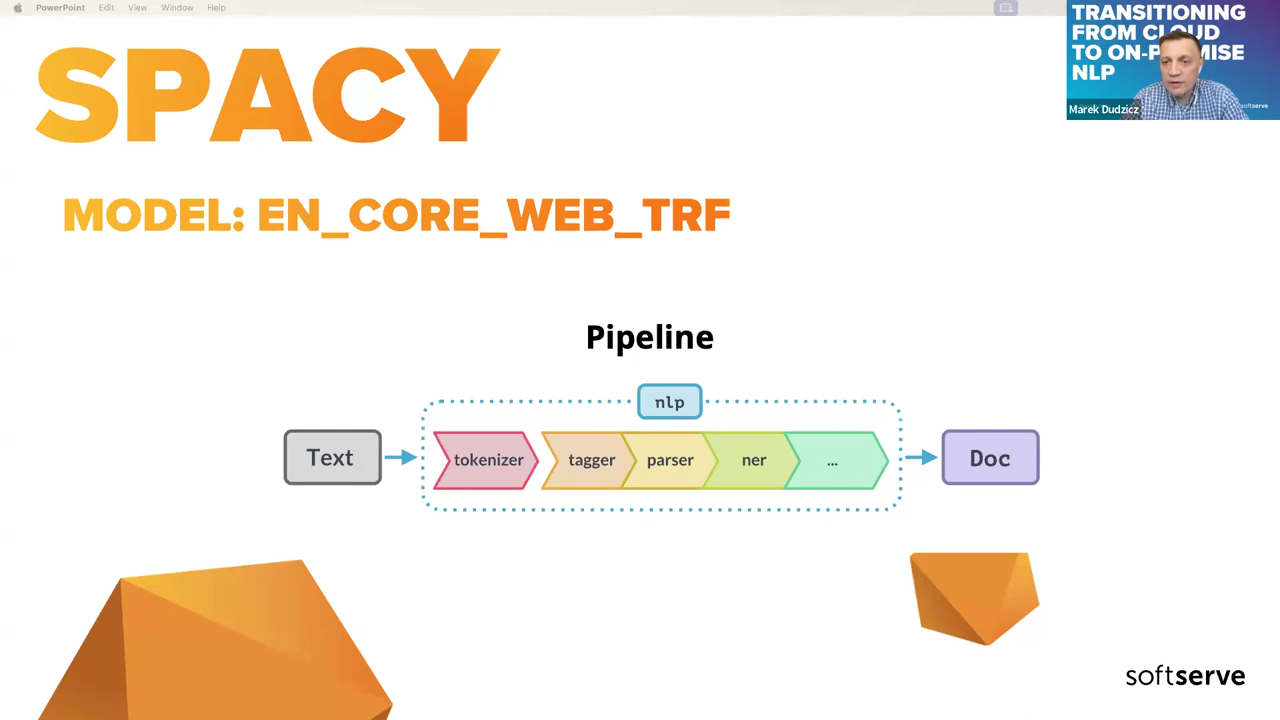 PowerPoint Edit View Window Help
TRANSITIONING
FROM CLOUD
TO ON-PREMISE
NLP
softserve
Marek Dudzicz
SPACY
MODEL: EN_CORE_WEB_TRF
Pipeline
nlp
Text
tokenizer
tagger
parser
ner
...
Doc
softserve